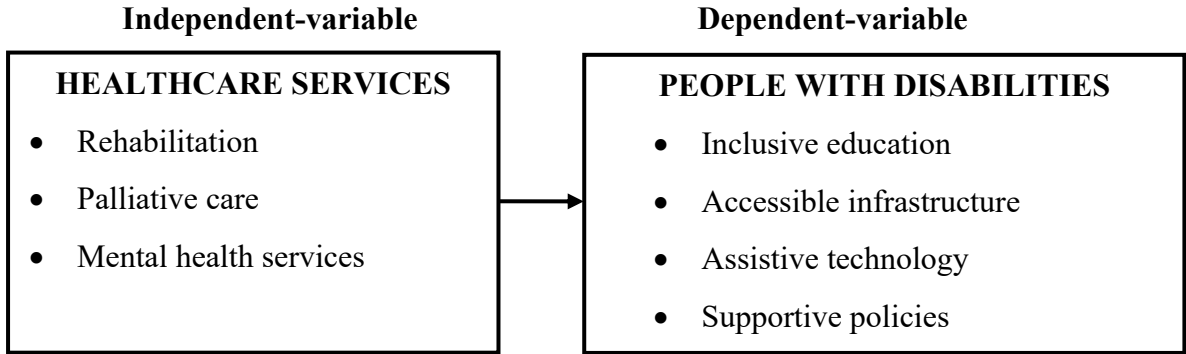 Independent-variable
Dependent-variable
HEALTHCARE SERVICES
• Rehabilitation
• Palliative care
• Mental health services
PEOPLE WITH DISABILITIES
• Inclusive education
• Accessible infrastructure
• Assistive technology
• Supportive policies